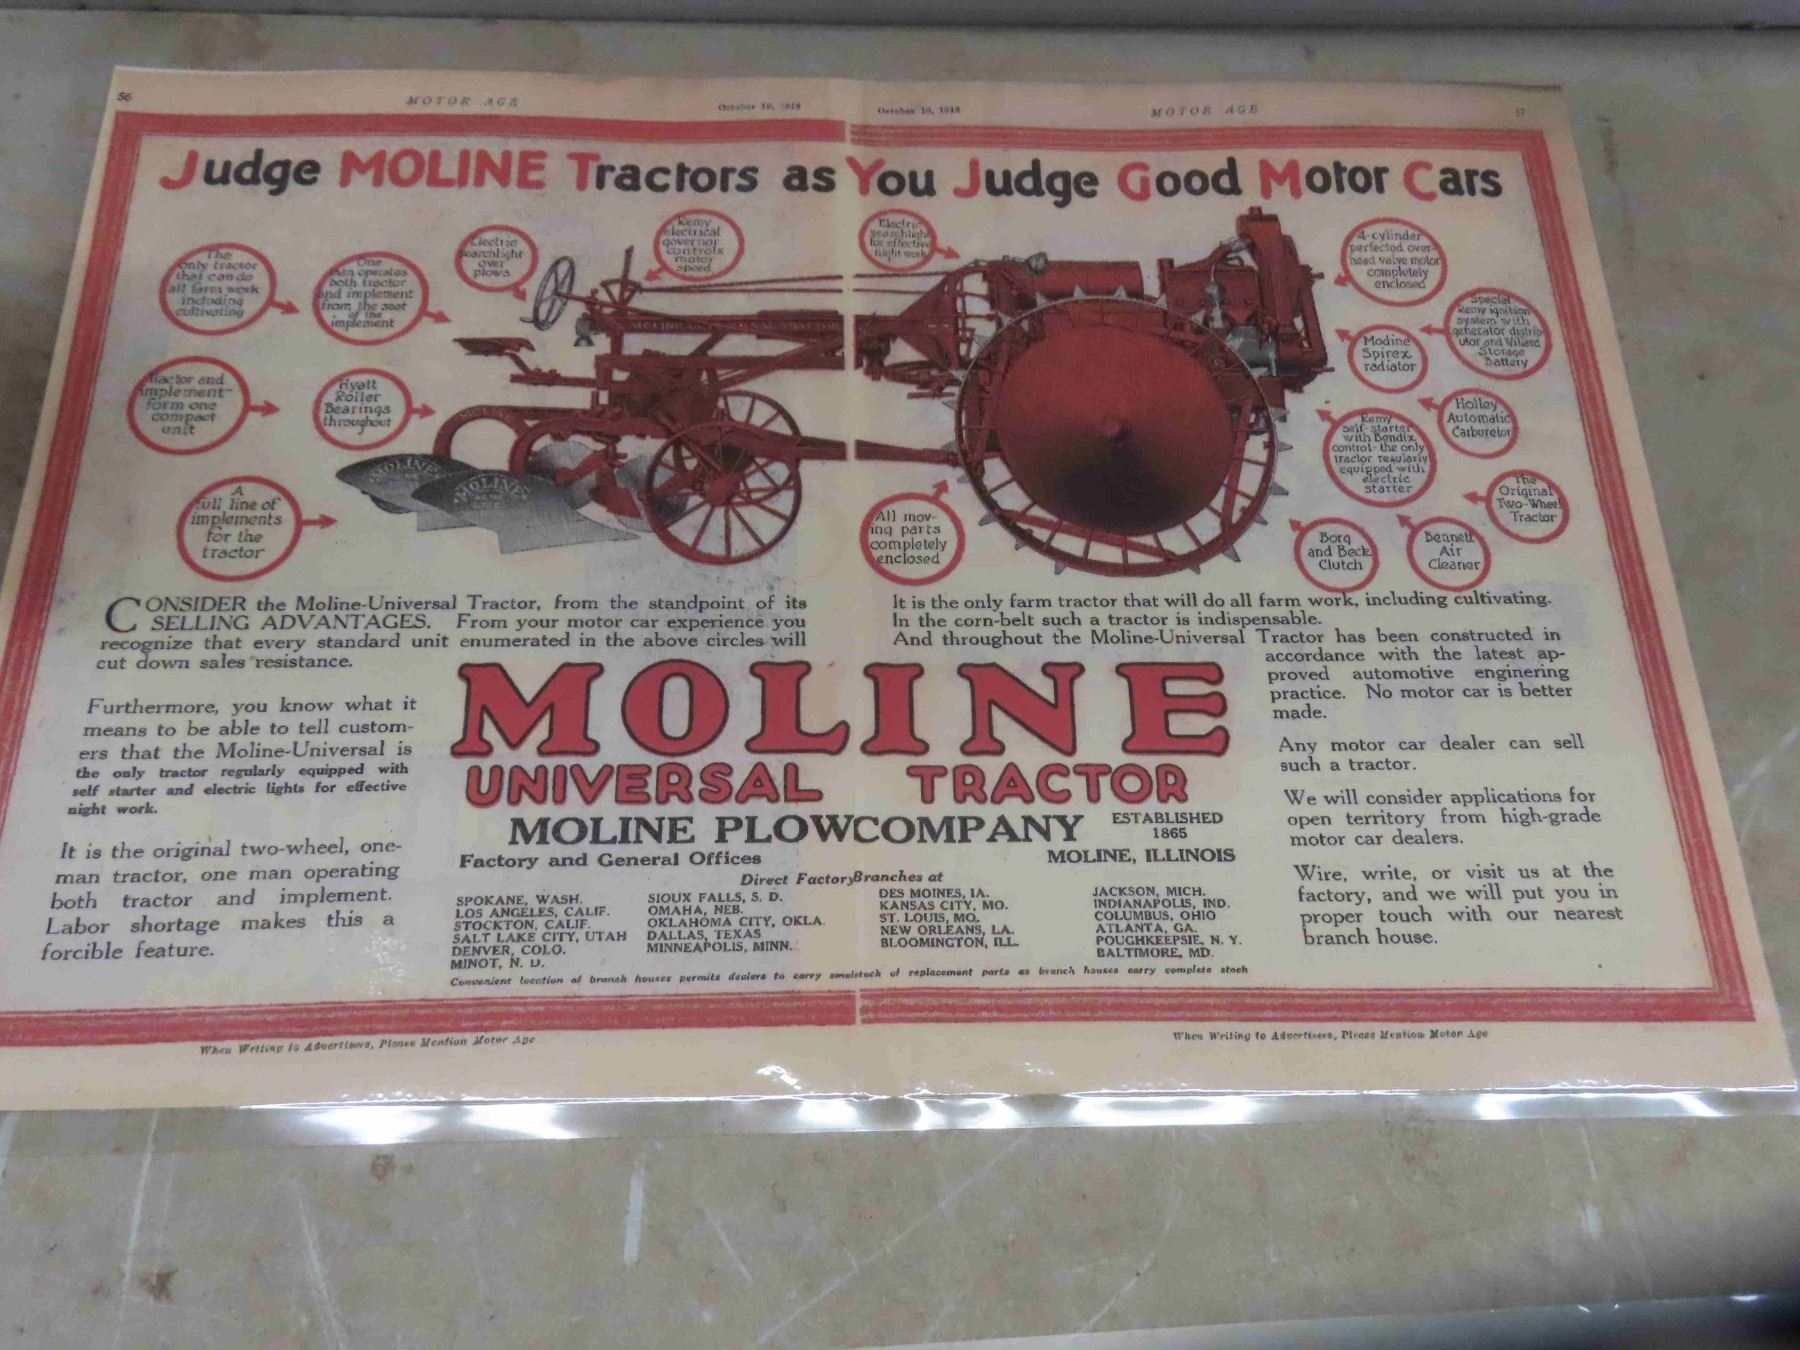 56
MOTOR AGE
October 10, 1918
October 10, 1918
MOTOR AGE
57
Judge MOLINE Tractors as You Judge Good Motor Cars
The
only tractor
that can do
all farm work
including
cultivating
One
man operates
both tractor
and implement
from the seat
of the
implement
Electric
searchlight
over
plows
Remy
electrical
governor
controls
motor
speed
Electric
searchlight
for effective
night work
4-cylinder
perfected over-
head valve motor
completely
enclosed
Special
Remy ignition
system with
generator distrib-
utor and Willard
Storage
Battery
Modine
Spirex
radiator
Tractor and
implement
form one
compact
unit
Hyatt
Roller
Bearings
throughout
Holley
Automatic
Carburetor
Remy
self-starter
with Bendix
control-the only
tractor regularly
equipped with
electric
starter
The
Original
Two-Wheel
Tractor
A
full line of
implements
for the
tractor
All mov-
ing parts
completely
enclosed
Borg
and Beck
Clutch
Bennett
Air
Cleaner
MOLINE
MOLINE
MOLINE
CONSIDER the Moline-Universal Tractor, from the standpoint of its
SELLING ADVANTAGES. From your motor car experience you
recognize that every standard unit enumerated in the above circles will
cut down sales resistance.
Furthermore, you know what it
means to be able to tell custom-
ers that the Moline-Universal is
the only tractor regularly equipped with
self starter and electric lights for effective
night work.
It is the original two-wheel, one-
man tractor, one man operating
both tractor and implement.
Labor shortage makes this a
forcible feature.
It is the only farm tractor that will do all farm work, including cultivating.
In the corn-belt such a tractor is indispensable.
And throughout the Moline-Universal Tractor has been constructed in
accordance with the latest ap-
proved automotive enginering
practice. No motor car is better
made.
Any motor car dealer can sell
such a tractor.
We will consider applications for
open territory from high-grade
motor car dealers.
Wire, write, or visit us at the
factory, and we will put you in
proper touch with our nearest
branch house.
MOLINE
UNIVERSAL TRACTOR
MOLINE PLOWCOMPANY
ESTABLISHED
1865
Factory and General Offices
MOLINE, ILLINOIS
Direct FactoryBranches at
SPOKANE, WASH.
LOS ANGELES, CALIF.
STOCKTON, CALIF.
SALT LAKE CITY, UTAH
DENVER, COLO.
MINOT, N. D.
SIOUX FALLS, S. D.
OMAHA, NEB.
OKLAHOMA CITY, OKLA.
DALLAS, TEXAS
MINNEAPOLIS, MINN.
DES MOINES, IA.
KANSAS CITY, MO.
ST. LOUIS, MO.
NEW ORLEANS, LA.
BLOOMINGTON, ILL.
JACKSON, MICH.
INDIANAPOLIS, IND.
COLUMBUS, OHIO
ATLANTA, GA.
POUGHKEEPSIE, N. Y.
BALTIMORE, MD.
Convenient location of branch houses permits dealers to carry smalstock of replacement parts as branch houses carry complete stock
When Writing to Advertisers, Please Mention Motor Age
When Writing to Advertisers, Please Mention Motor Age